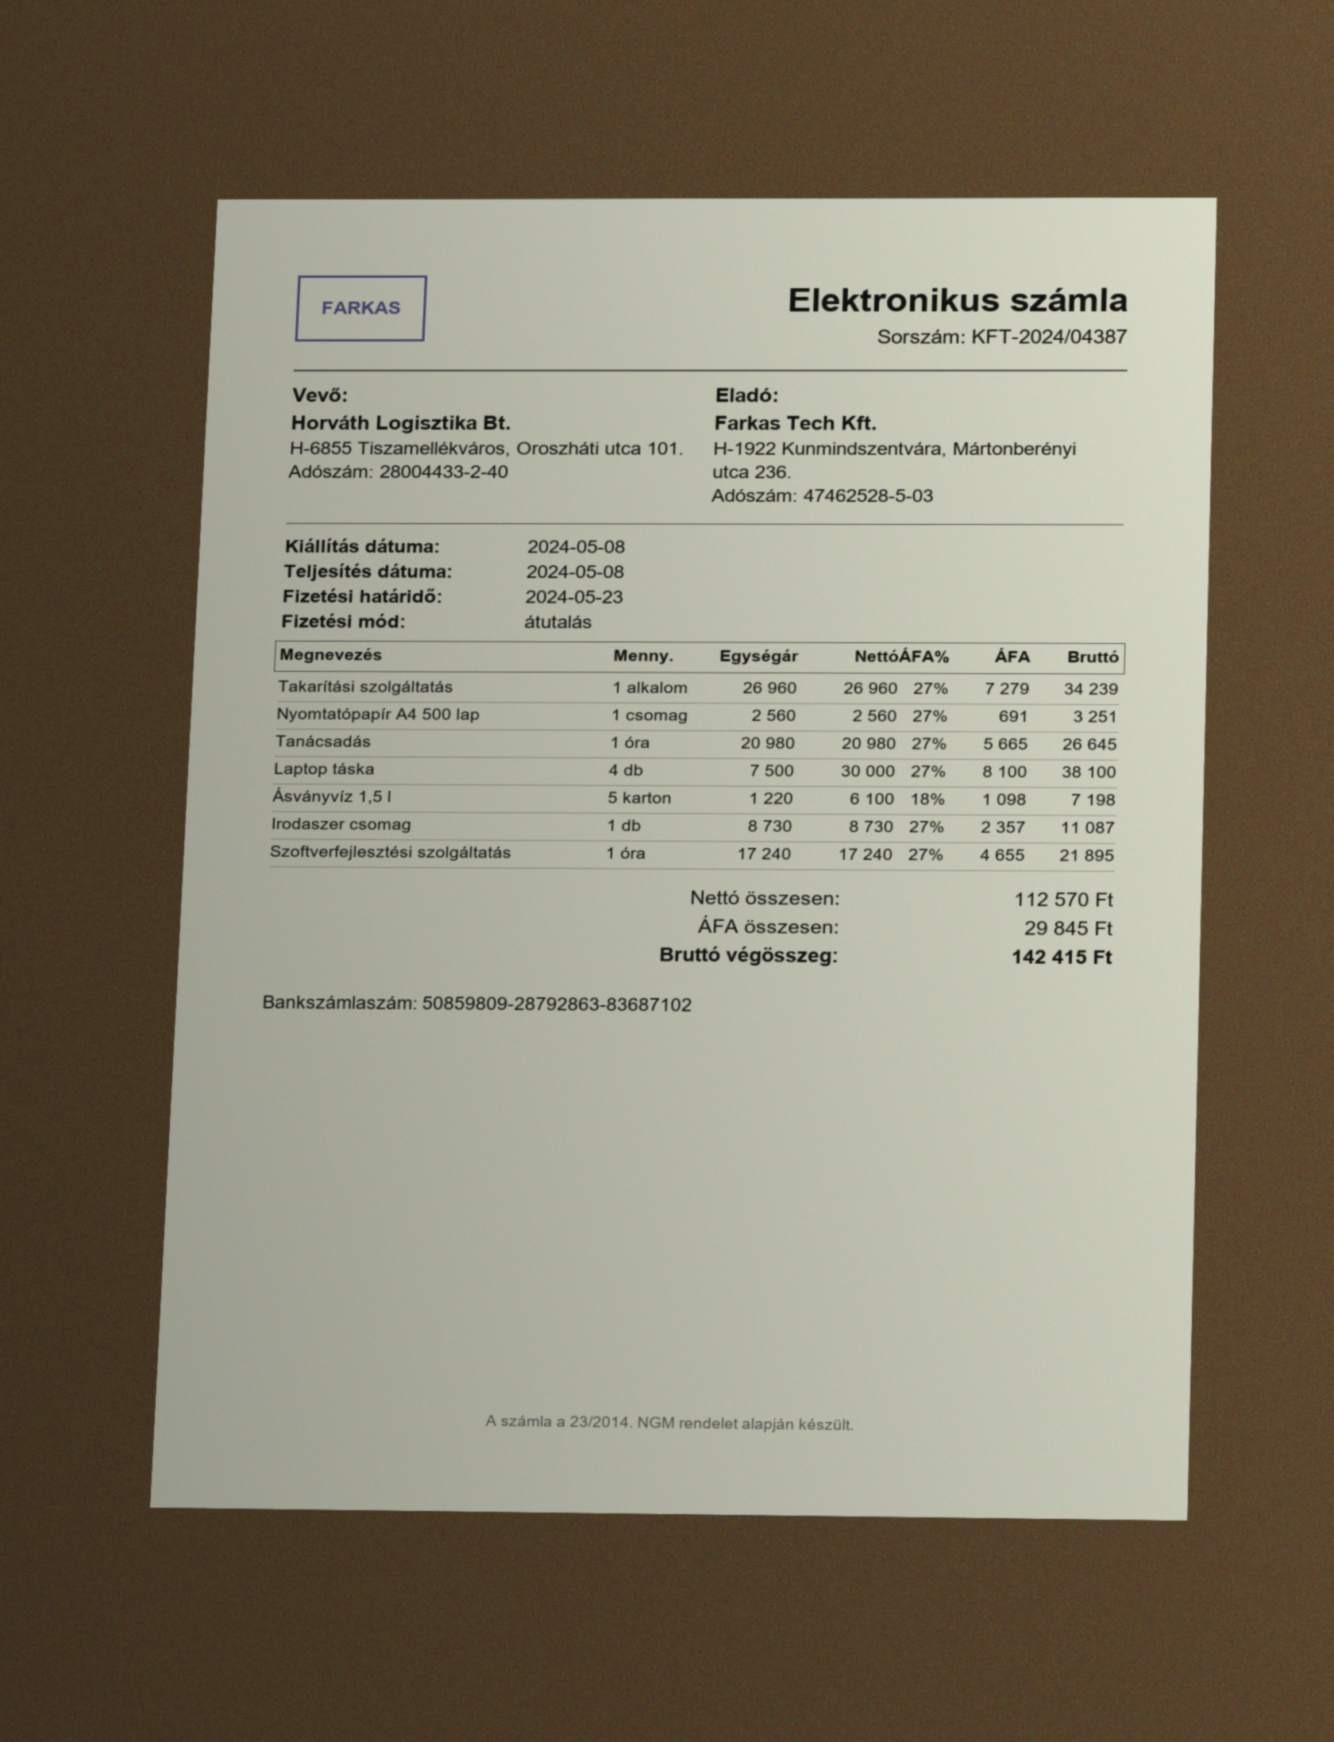 FARKAS
Elektronikus számla
Sorszám: KFT-2024/04387
Vevő:
Horváth Logisztika Bt.
H-6855 Tiszamellékváros, Oroszháti utca 101.
Adószám: 28004433-2-40
Eladó:
Farkas Tech Kft.
H-1922 Kunmindszentvára, Mártonberényi
utca 236.
Adószám: 47462528-5-03
Kiállítás dátuma: 2024-05-08
Teljesítés dátuma: 2024-05-08
Fizetési határidő: 2024-05-23
Fizetési mód: átutalás
Megnevezés Menny. Egységár Nettó ÁFA% ÁFA Bruttó
Takarítási szolgáltatás 1 alkalom 26 960 26 960 27% 7 279 34 239
Nyomtatópapír A4 500 lap 1 csomag 2 560 2 560 27% 691 3 251
Tanácsadás 1 óra 20 980 20 980 27% 5 665 26 645
Laptop táska 4 db 7 500 30 000 27% 8 100 38 100
Ásványvíz 1,5 l 5 karton 1 220 6 100 18% 1 098 7 198
Irodaszer csomag 1 db 8 730 8 730 27% 2 357 11 087
Szoftverfejlesztési szolgáltatás 1 óra 17 240 17 240 27% 4 655 21 895
Nettó összesen: 112 570 Ft
ÁFA összesen: 29 845 Ft
Bruttó végösszeg: 142 415 Ft
Bankszámlaszám: 50859809-28792863-83687102
A számla a 23/2014. NGM rendelet alapján készült.